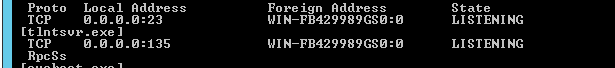 Proto  Local Address          Foreign Address        State
TCP    0.0.0.0:23             WIN-FB429989GS0:0      LISTENING
[tlntsvr.exe]
TCP    0.0.0.0:135            WIN-FB429989GS0:0      LISTENING
RpcSs